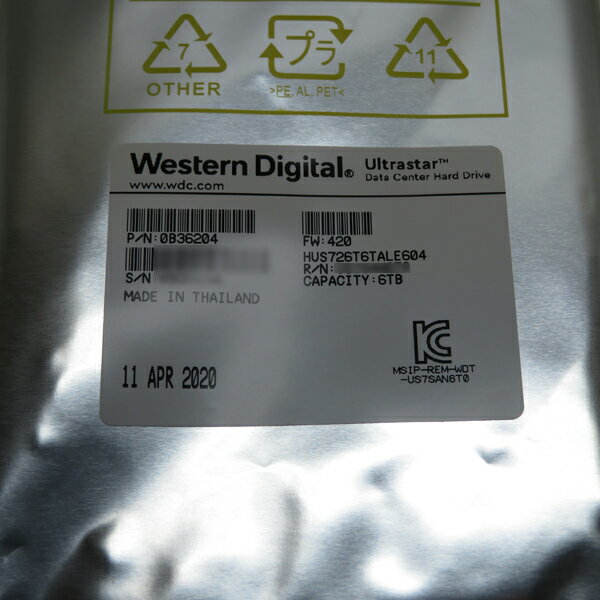 7
OTHER
プラ
>PE, AL, PET<
11
Western Digital® Ultrastar™
www.wdc.com Data Center Hard Drive
P/N:0B36204
S/N
MADE IN THAILAND
11 APR 2020
FW:420
HUS726T6TALE604
R/N:
CAPACITY:6TB
MSIP-REM-WDT
-US7SAN6T0